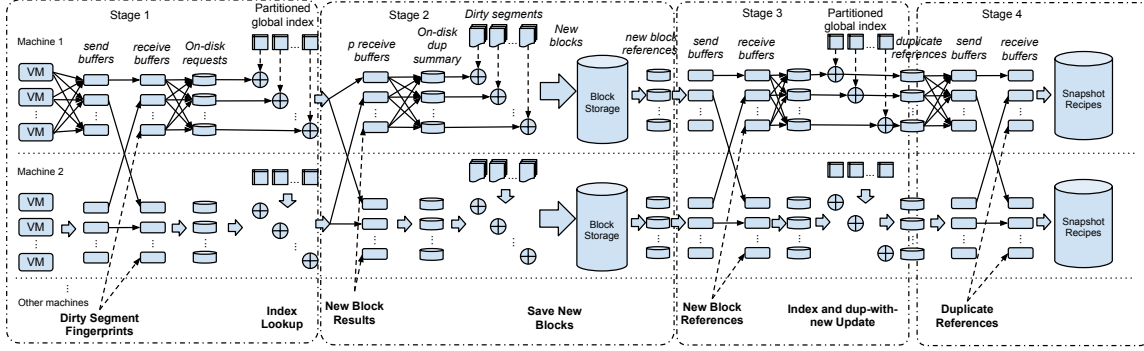 Stage 1
Partitioned
global index
Stage 2
Dirty segments
Stage 3
Partitioned
global index
Stage 4
Machine 1
send
buffers
receive
buffers
On-disk
requests
p receive
buffers
On-disk
dup
summary
New
blocks
new block
references
send
buffers
receive
buffers
duplicate
references
send
buffers
receive
buffers
VM
VM
VM
Block
Storage
Snapshot
Recipes
Machine 2
VM
VM
VM
Block
Storage
Snapshot
Recipes
Other machines
Dirty Segment
Fingerprints
Index
Lookup
New Block
Results
Save New
Blocks
New Block
References
Index and dup-with-
new Update
Duplicate
References